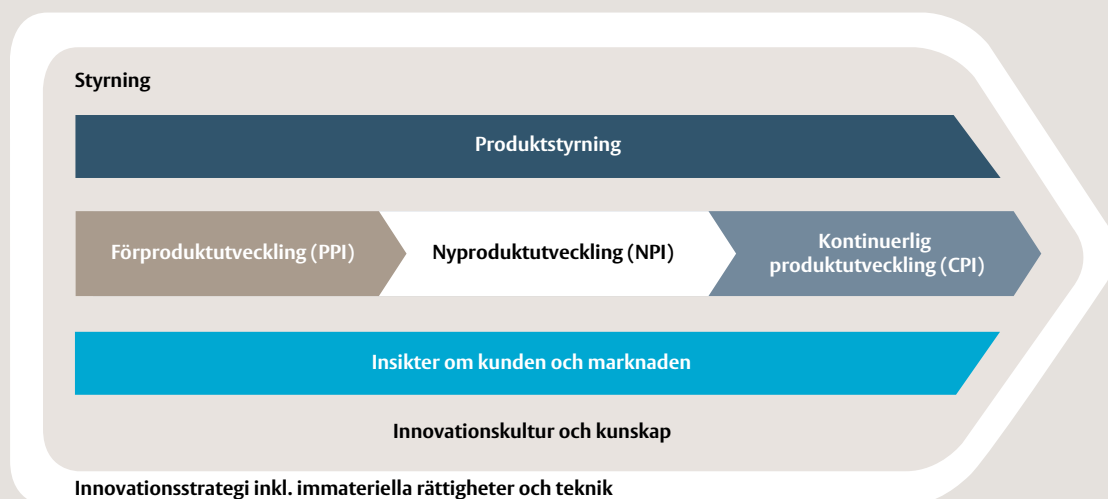 Styrning
Produktstyrning
Förproduktutveckling (PPI)
Nyproduktutveckling (NPI)
Kontinuerlig
produktutveckling (CPI)
Insikter om kunden och marknaden
Innovationskultur och kunskap
Innovationsstrategi inkl. immateriella rättigheter och teknik